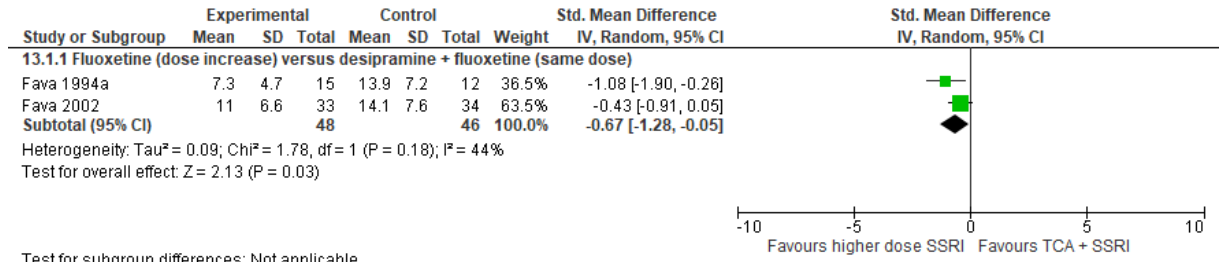 Experimental Control Std. Mean Difference Std. Mean Difference
Study or Subgroup Mean SD Total Mean SD Total Weight IV, Random, 95% CI IV, Random, 95% CI
13.1.1 Fluoxetine (dose increase) versus desipramine + fluoxetine (same dose)
Fava 1994a 7.3 4.7 15 13.9 7.2 12 36.5% -1.08 [-1.90, -0.26]
Fava 2002 11 6.6 33 14.1 7.6 34 63.5% -0.43 [-0.91, 0.05]
Subtotal (95% CI) 48 46 100.0% -0.67 [-1.28, -0.05]
Heterogeneity: Tau² = 0.09; Chi² = 1.78, df = 1 (P = 0.18); I² = 44%
Test for overall effect: Z = 2.13 (P = 0.03)
-10 -5 0 5 10
Favours higher dose SSRI Favours TCA + SSRI
Test for subgroup differences: Not applicable